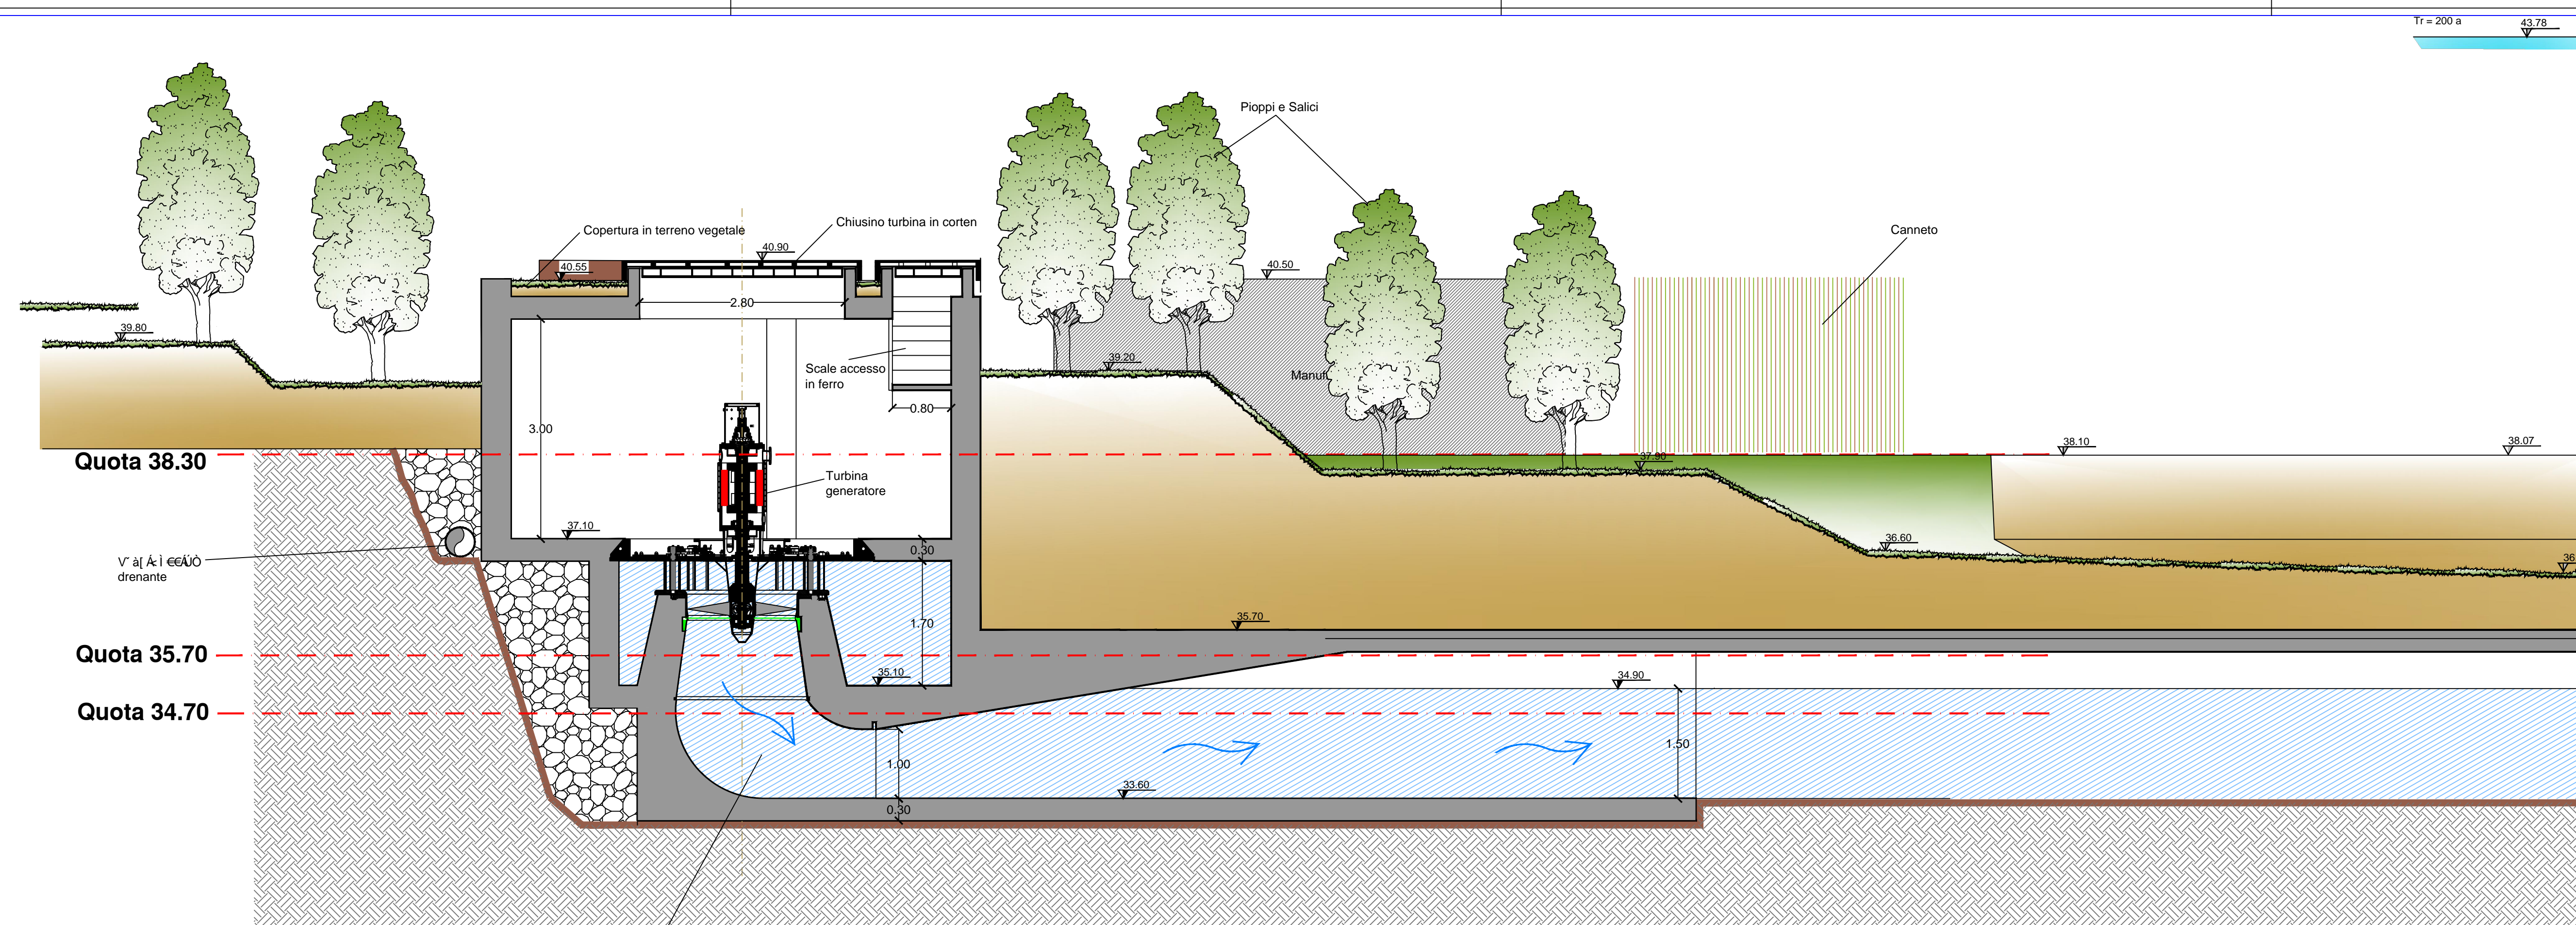 Tr = 200 a
43.78
Pioppi e Salici
Copertura in terreno vegetale
Chiusino turbina in corten
Canneto
40.90
40.55
40.50
2.80
39.80
39.20
Scale accesso
in ferro
Manuf
0.80
3.00
38.10
38.07
Quota 38.30
37.90
Turbina
generatore
37.10
36.60
0.30
36.
drenante
1.70
35.70
Quota 35.70
35.10
34.90
Quota 34.70
1.50
1.00
33.60
0.30